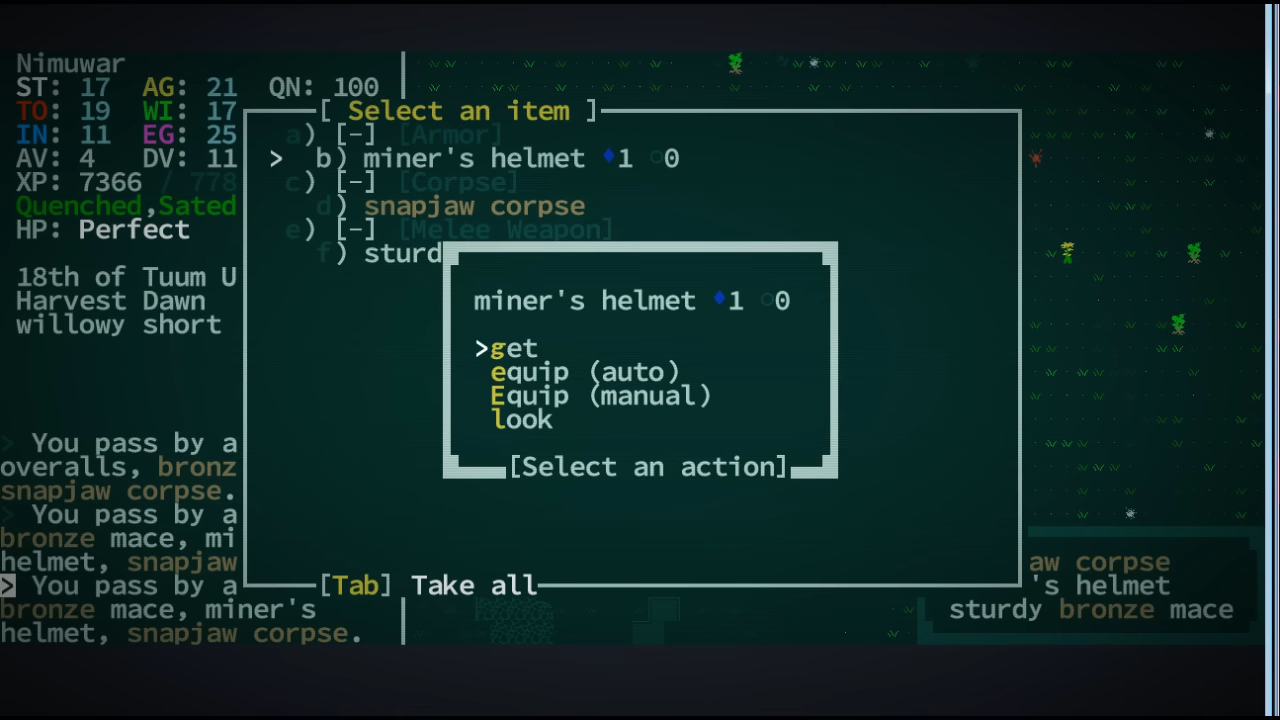 Nimuwar
ST: 17 AG: 21 QN: 100
TO: 19 WI: 17
IN: 11 EG: 25
AV: 4 DV: 11
XP: 7366 / 778
Quenched,Sated
HP: Perfect
18th of Tuum U
Harvest Dawn
willowy short
> You pass by a
overalls, bronz
snapjaw corpse.
> You pass by a
bronze mace, mi
helmet, snapjaw
> You pass by a
bronze mace, miner's
helmet, snapjaw corpse.
[ Select an item ]
a) [-] [Armor]
> b) miner's helmet ♦1 ○0
c) [-] [Corpse]
d) snapjaw corpse
e) [-] [Melee Weapon]
f) sturd
[Tab] Take all
miner's helmet ♦1 ○0
>get
equip (auto)
Equip (manual)
look
[Select an action]
aw corpse
's helmet
sturdy bronze mace